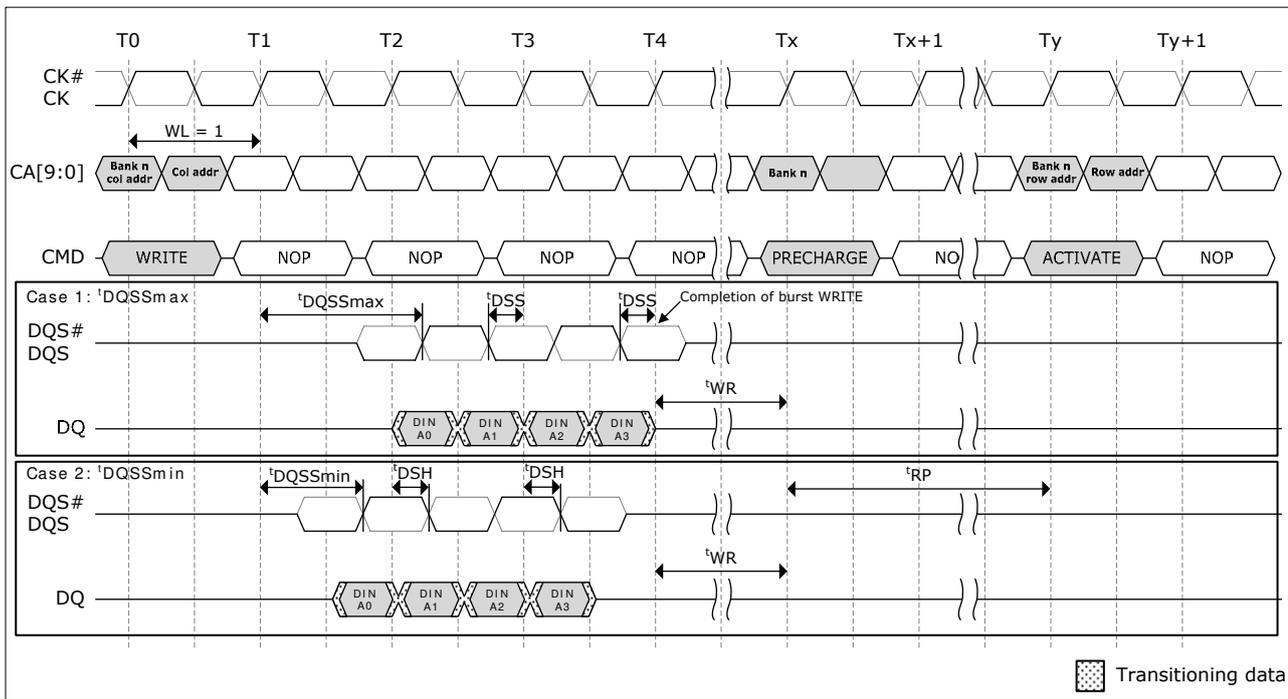 T0 T1 T2 T3 T4 Tx Tx+1 Ty Ty+1
CK#
CK
WL = 1
CA[9:0]
Bank n
col addr
Col addr
Bank n
Bank n
row addr
Row addr
CMD WRITE NOP NOP NOP NOP PRECHARGE NOP ACTIVATE NOP
Case 1: tDQSSmax
tDQSSmax tDSS tDSS Completion of burst WRITE
DQS#
DQS
tWR
DQ
DIN
A0
DIN
A1
DIN
A2
DIN
A3
Case 2: tDQSSmin
tDQSSmin tDSH tDSH tRP
DQS#
DQS
tWR
DQ
DIN
A0
DIN
A1
DIN
A2
DIN
A3
Transitioning data